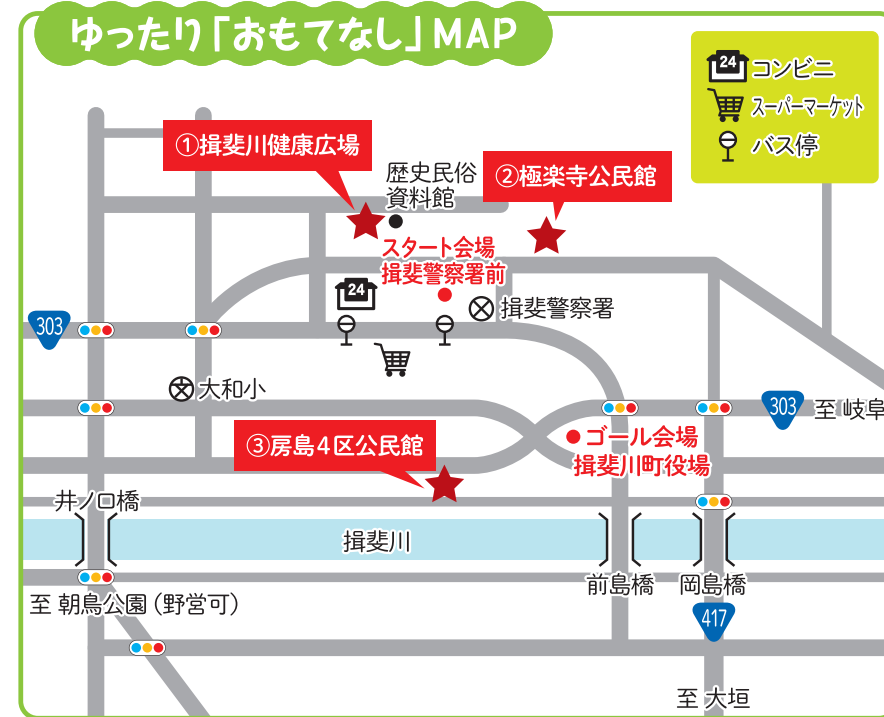 ゆったり「おもてなし」MAP
24 コンビニ
スーパーマーケット
バス停
①揖斐川健康広場
歴史民俗
資料館
②極楽寺公民館
スタート会場
揖斐警察署前
24
揖斐警察署
303
大和小
303
至 岐阜
③房島4区公民館
ゴール会場
揖斐川町役場
井ノ口橋
揖斐川
前島橋
岡島橋
至 朝鳥公園（野営可）
417
至 大垣